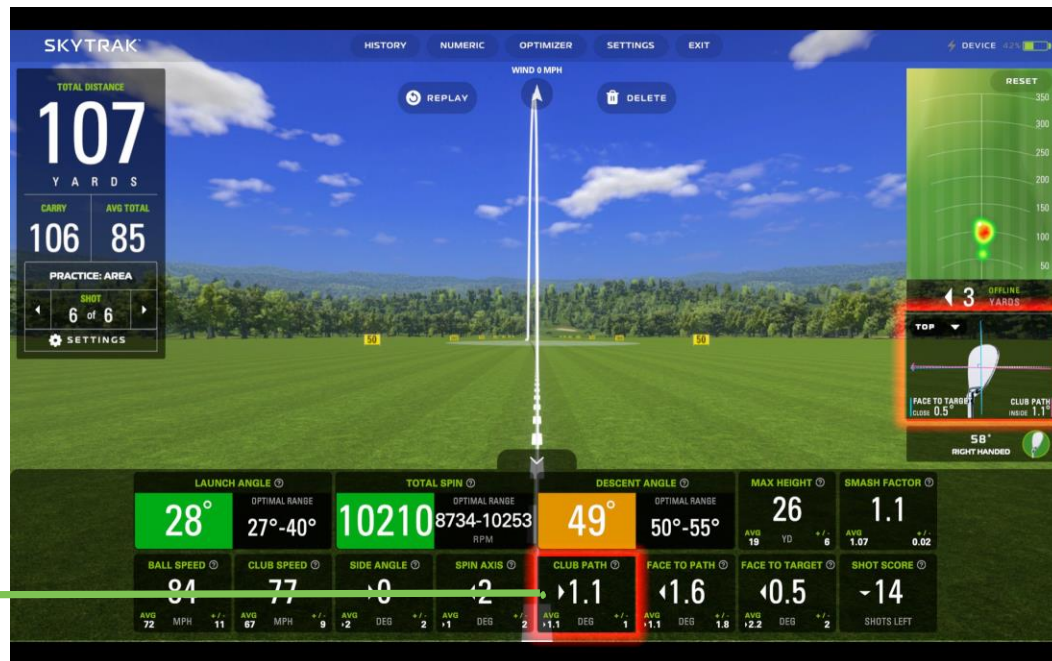 SKYTRAK
HISTORY NUMERIC OPTIMIZER SETTINGS EXIT
DEVICE 42%
WIND 0 MPH
REPLAY
DELETE
RESET
TOTAL DISTANCE
107
YARDS
CARRY AVG TOTAL
106 85
PRACTICE: AREA
SHOT
6 of 6
SETTINGS
350
300
250
200
150
100
50
3 OFFLINE YARDS
TOP
FACE TO TARGET
CLOSE 0.5°
CLUB PATH
INSIDE 1.1°
58°
RIGHT HANDED
50
50
LAUNCH ANGLE
28°
OPTIMAL RANGE
27°-40°
TOTAL SPIN
10210
OPTIMAL RANGE
8734-10253
RPM
DESCENT ANGLE
49°
OPTIMAL RANGE
50°-55°
MAX HEIGHT
26
AVG 19 YD +/- 6
SMASH FACTOR
1.1
AVG 1.07 +/- 0.02
BALL SPEED
84
AVG 72 MPH +/- 11
CLUB SPEED
77
AVG 67 MPH +/- 9
SIDE ANGLE
0
AVG 2 DEG +/- 2
SPIN AXIS
2
AVG 1 DEG +/- 2
CLUB PATH
1.1
AVG 1.1 DEG +/- 1
FACE TO PATH
1.6
AVG 1.1 DEG +/- 1.8
FACE TO TARGET
0.5
AVG 2.2 DEG +/- 2
SHOT SCORE
14
SHOTS LEFT